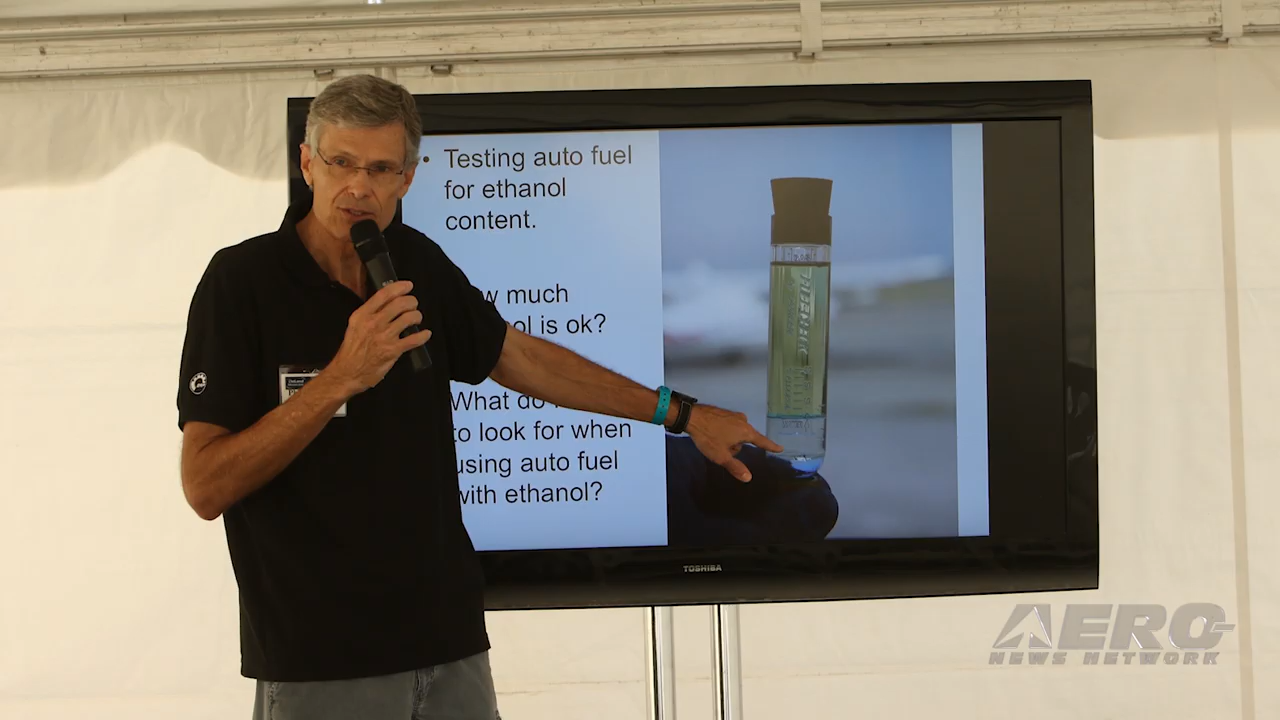 • Testing auto fuel
for ethanol
content.
much
is ok?
What do
to look for when
using auto fuel
with ethanol?
TOSHIBA
AERO
NEWS NETWORK